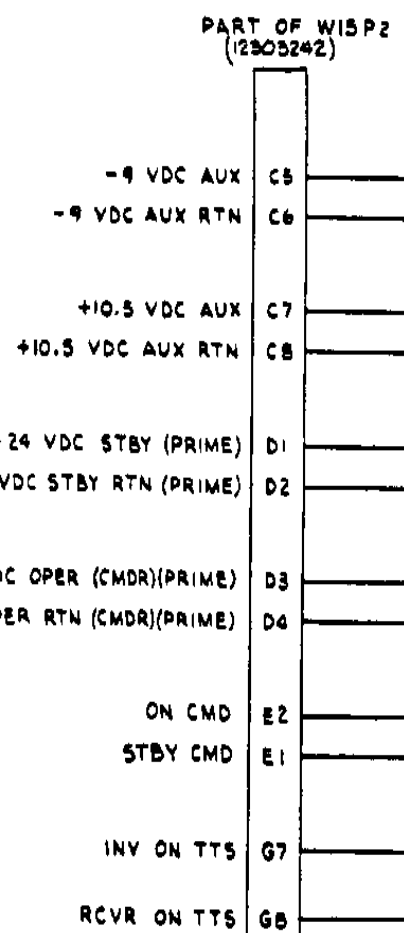 PART OF W15P2
(12303242)
-9 VDC AUX C5
-9 VDC AUX RTN C6
+10.5 VDC AUX C7
+10.5 VDC AUX RTN C8
24 VDC STBY (PRIME) D1
VDC STBY RTN (PRIME) D2
OPER (CMDR)(PRIME) D3
RTN (CMDR)(PRIME) D4
ON CMD E2
STBY CMD E1
INV ON TTS G7
RCVR ON TTS G8